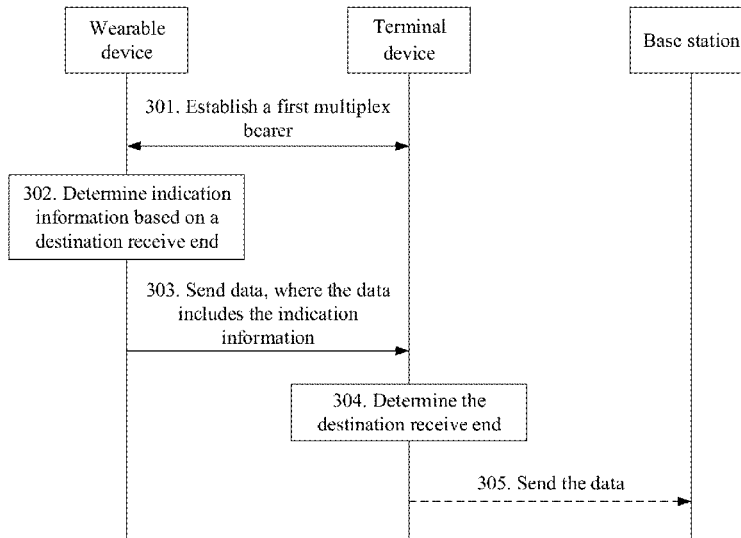 Wearable
device
Terminal
device
Base station
301. Establish a first multiplex
bearer
302. Determine indication
information based on a
destination receive end
303. Send data, where the data
includes the indication
information
304. Determine the
destination receive end
305. Send the data